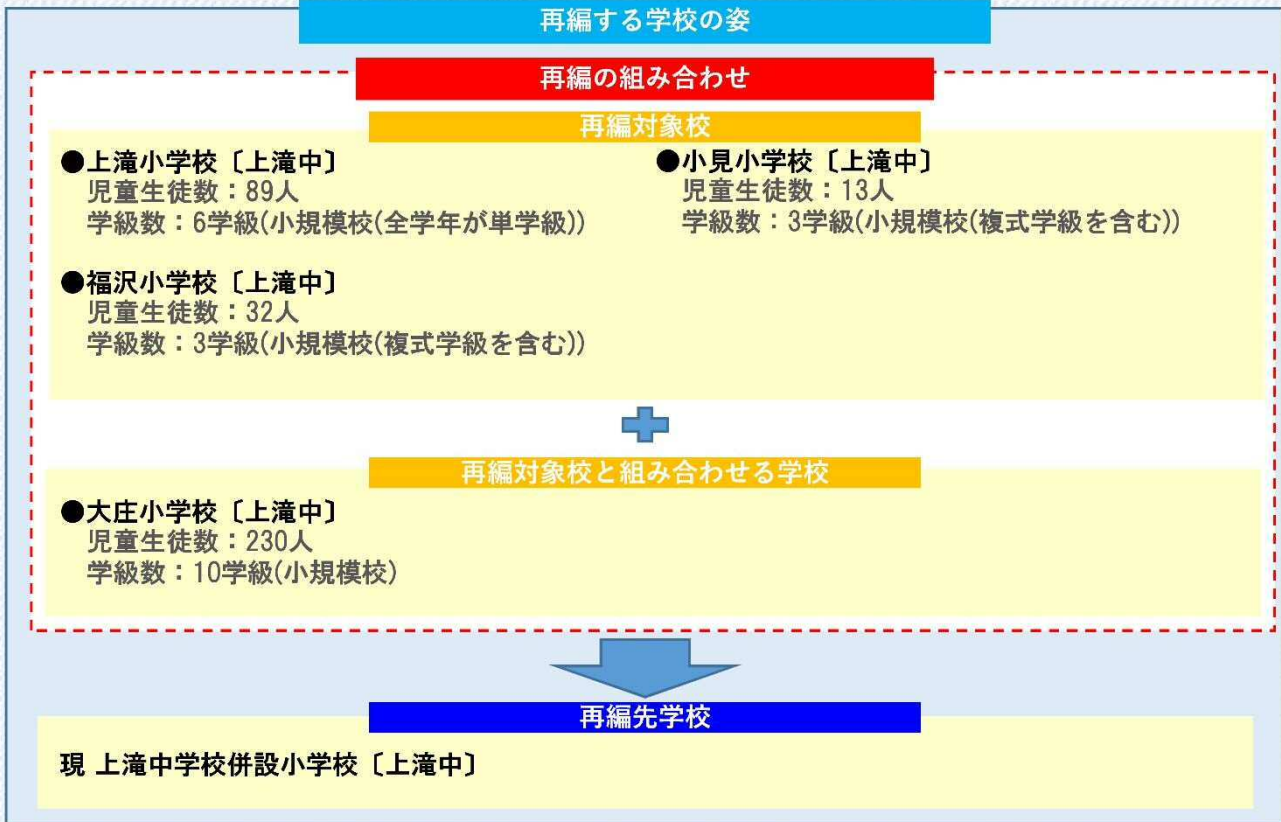 再編する学校の姿
再編の組み合わせ
再編対象校
●上滝小学校〔上滝中〕
児童生徒数：89人
学級数：6学級(小規模校(全学年が単学級))
●小見小学校〔上滝中〕
児童生徒数：13人
学級数：3学級(小規模校(複式学級を含む))
●福沢小学校〔上滝中〕
児童生徒数：32人
学級数：3学級(小規模校(複式学級を含む))
再編対象校と組み合わせる学校
●大庄小学校〔上滝中〕
児童生徒数：230人
学級数：10学級(小規模校)
再編先学校
現 上滝中学校併設小学校〔上滝中〕